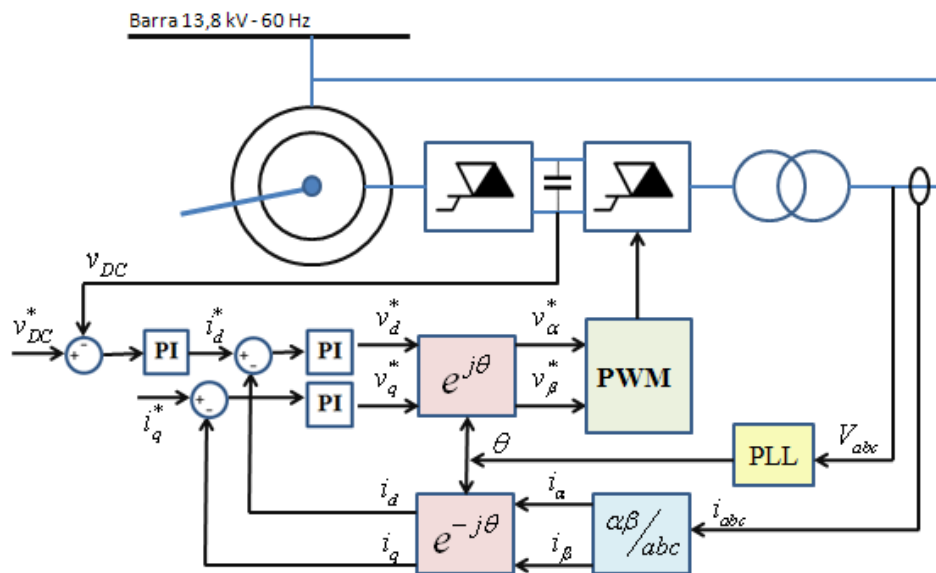 Barra 13,8 kV - 60 Hz
v_DC
v*_DC
+
-
PI
i*_d
+
-
PI
v*_d
e^{jθ}
v*_α
PWM
i*_q
+
-
PI
v*_q
v*_β
θ
PLL
V_abc
i_d
e^{-jθ}
i_α
αβ/abc
i_abc
i_q
i_β